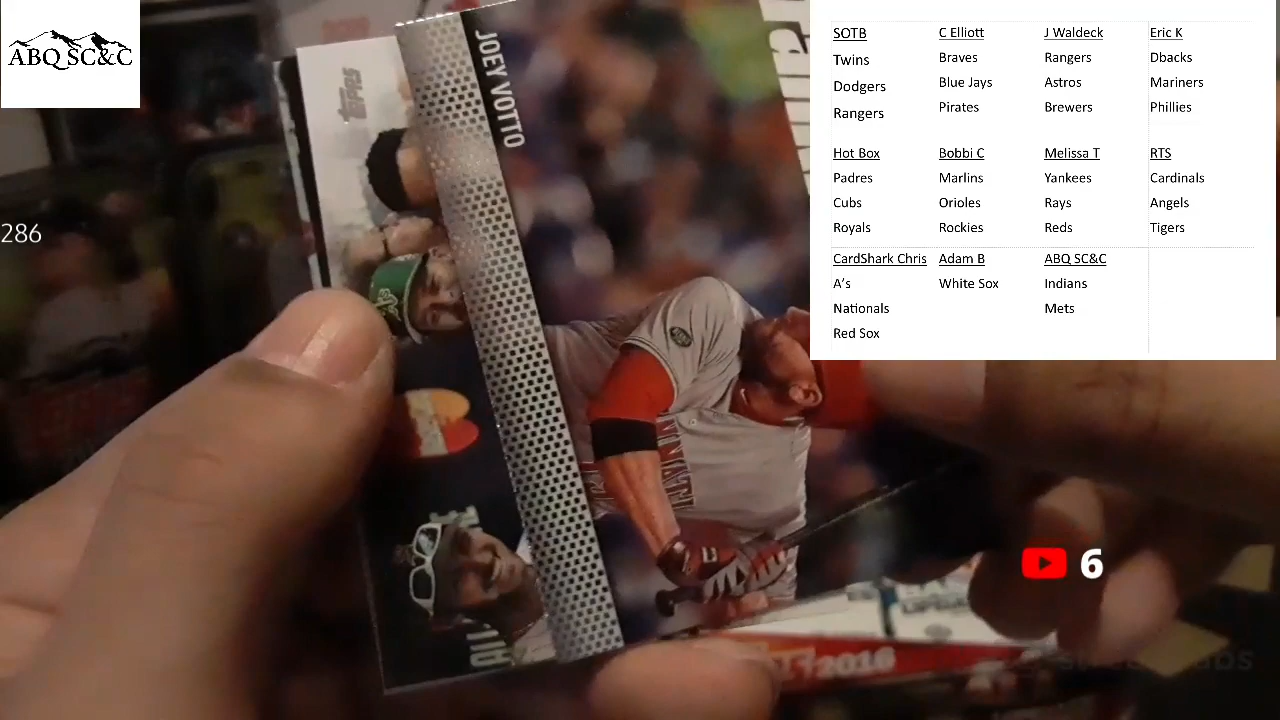 ABQ SC&C
286
Topps
JOEY VOTTO
2016
6
SOTB
Twins
Dodgers
Rangers
C Elliott
Braves
Blue Jays
Pirates
J Waldeck
Rangers
Astros
Brewers
Eric K
Dbacks
Mariners
Phillies
Hot Box
Padres
Cubs
Royals
Bobbi C
Marlins
Orioles
Rockies
Melissa T
Yankees
Rays
Reds
RTS
Cardinals
Angels
Tigers
CardShark Chris
A's
Nationals
Red Sox
Adam B
White Sox
ABQ SC&C
Indians
Mets